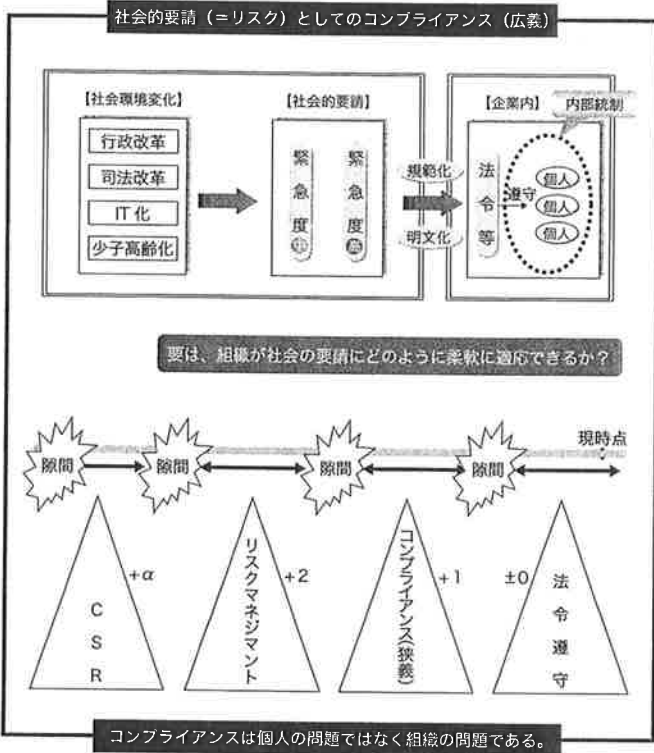 社会的要請（＝リスク）としてのコンプライアンス（広義）
【社会環境変化】
行政改革
司法改革
IT化
少子高齢化
【社会的要請】
緊急度
緊急度
規範化
明文化
【企業内】
内部統制
法令等
遵守
個人
個人
個人
要は、組織が社会の要請にどのように柔軟に適応できるか？
現時点
隙間
隙間
隙間
隙間
CSR
+α
リスクマネジマント
+2
コンプライアンス(狭義)
+1
±0
法令遵守
コンプライアンスは個人の問題ではなく組織の問題である。